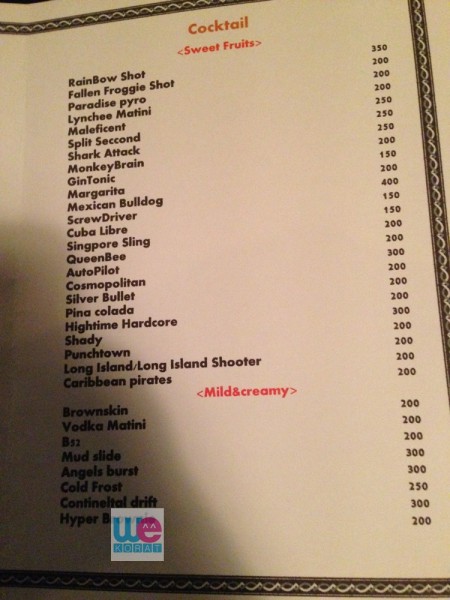 Cocktail
<Sweet Fruits>
RainBow Shot 350
Fallen Froggie Shot 200
Paradise pyro 200
Lynchee Matini 200
Maleficent 250
Split Seccond 250
Shark Attack 250
MonkeyBrain 200
GinTonic 150
Margarita 200
Mexican Bulldog 400
ScrewDriver 150
Cuba Libre 150
Singpore Sling 200
QueenBee 200
AutoPilot 300
Cosmopolitan 200
Silver Bullet 200
Pina colada 200
Hightime Hardcore 300
Shady 200
Punchtown 200
Long Island/Long Island Shooter 200
Caribbean pirates 200
<Mild&creamy>
Brownskin 200
Vodka Matini 200
B52 200
Mud slide 300
Angels burst 300
Cold Frost 250
Contineltal drift 300
Hyper 200
we
KORAT